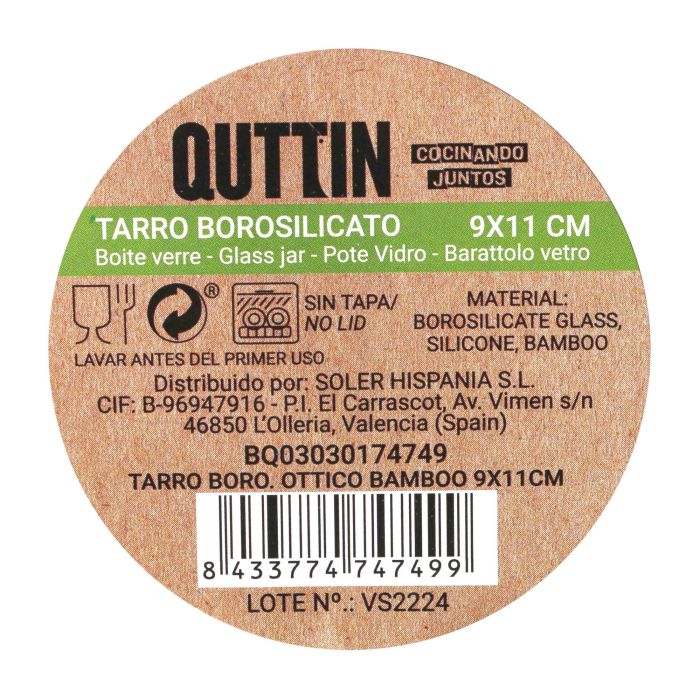 QUTTIN
COCINANDO
JUNTOS
TARRO BOROSILICATO 9X11 CM
Boite verre - Glass jar - Pote Vidro - Barattolo vetro
®
SIN TAPA/
NO LID
MATERIAL:
BOROSILICATE GLASS,
SILICONE, BAMBOO
LAVAR ANTES DEL PRIMER USO
Distribuido por: SOLER HISPANIA S.L.
CIF: B-96947916 - P.I. El Carrascot, Av. Vimen s/n
46850 L'Olleria, Valencia (Spain)
BQ03030174749
TARRO BORO. OTTICO BAMBOO 9X11CM
8 433774 747499
LOTE Nº.: VS2224